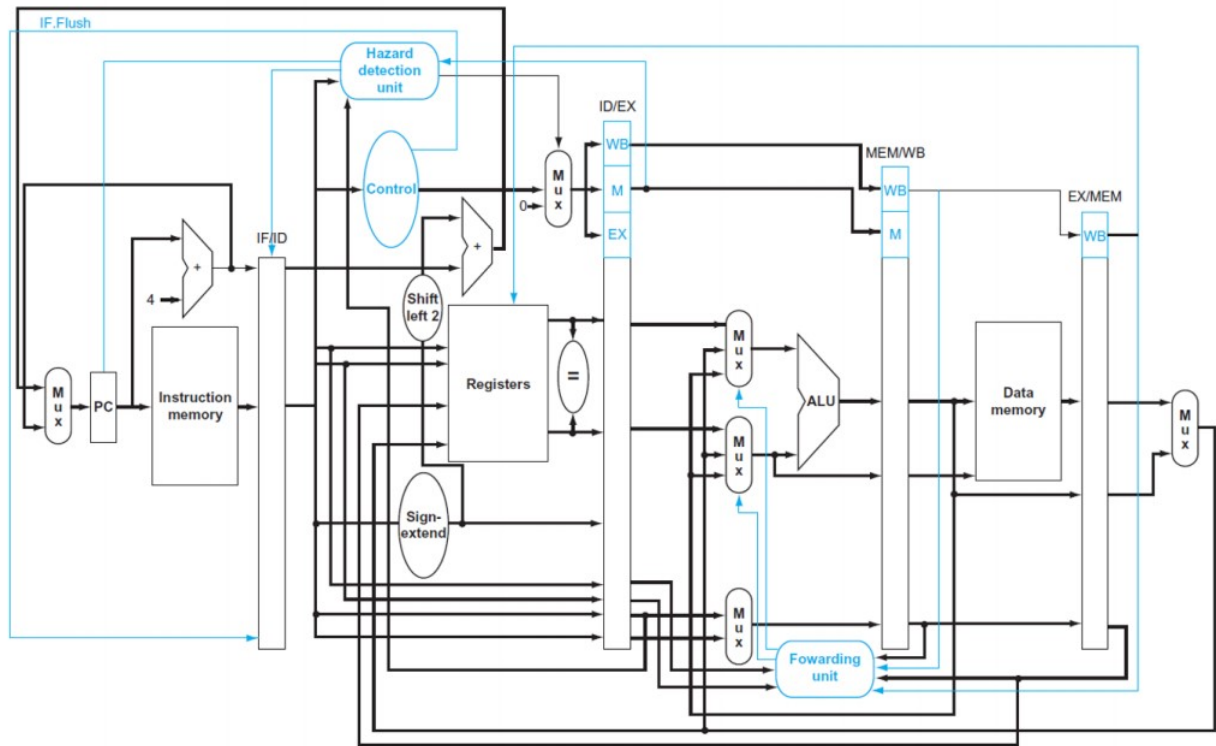 IF.Flush
Hazard
detection
unit
ID/EX
WB
MEM/WB
Control
M
u
x
M
WB
EX/MEM
0
IF/ID
+
EX
M
WB
+
4
Shift
left 2
M
u
x
M
u
x
PC
Instruction
memory
Registers
=
ALU
Data
memory
M
u
x
M
u
x
Sign-
extend
M
u
x
Fowarding
unit